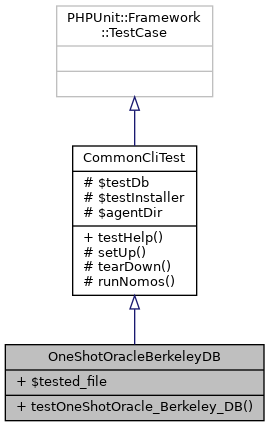 PHPUnit::Framework
::TestCase
CommonCliTest
# $testDb
# $testInstaller
# $agentDir
+ testHelp()
# setUp()
# tearDown()
# runNomos()
OneShotOracleBerkeleyDB
+ $tested_file
+ testOneShotOracle_Berkeley_DB()